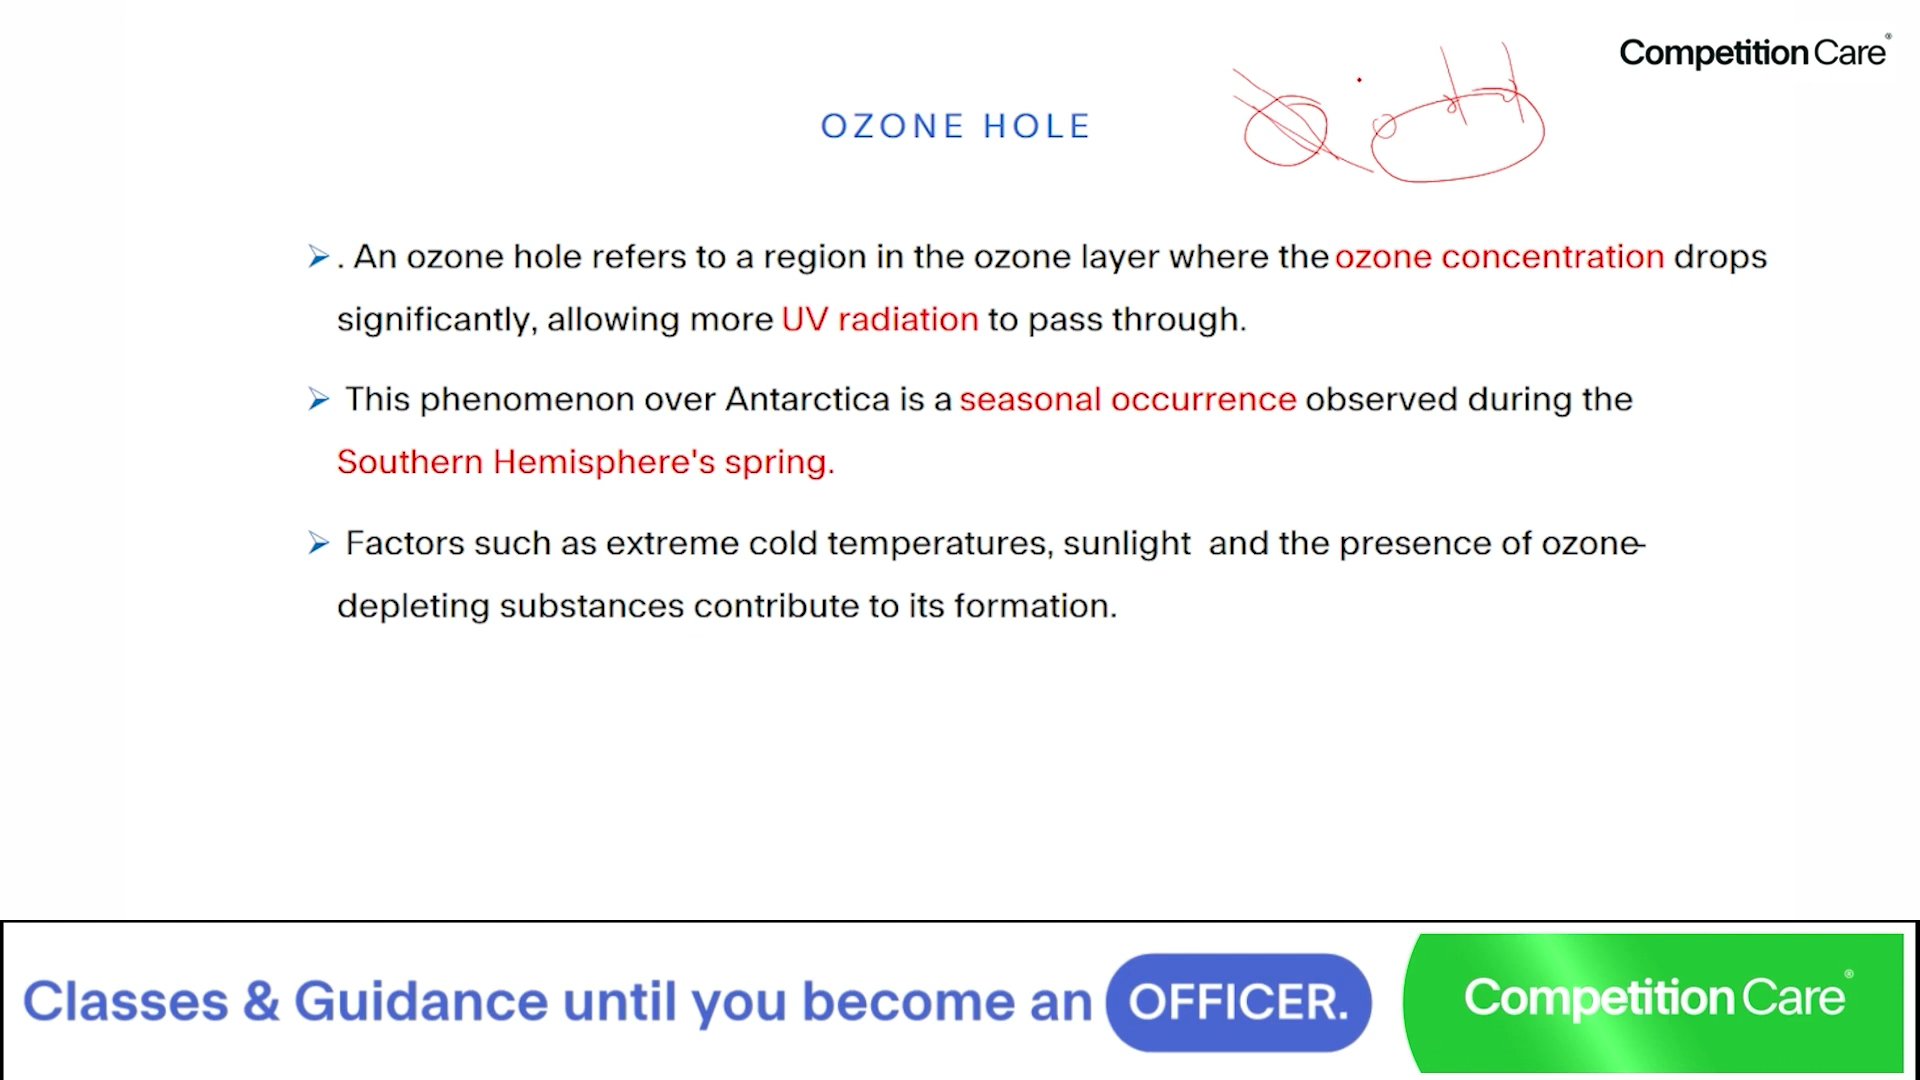 Competition Care®
OZONE HOLE
➢. An ozone hole refers to a region in the ozone layer where the ozone concentration drops
significantly, allowing more UV radiation to pass through.
➢ This phenomenon over Antarctica is a seasonal occurrence observed during the
Southern Hemisphere's spring.
➢ Factors such as extreme cold temperatures, sunlight and the presence of ozone-
depleting substances contribute to its formation.
Classes & Guidance until you become an OFFICER.
Competition Care®